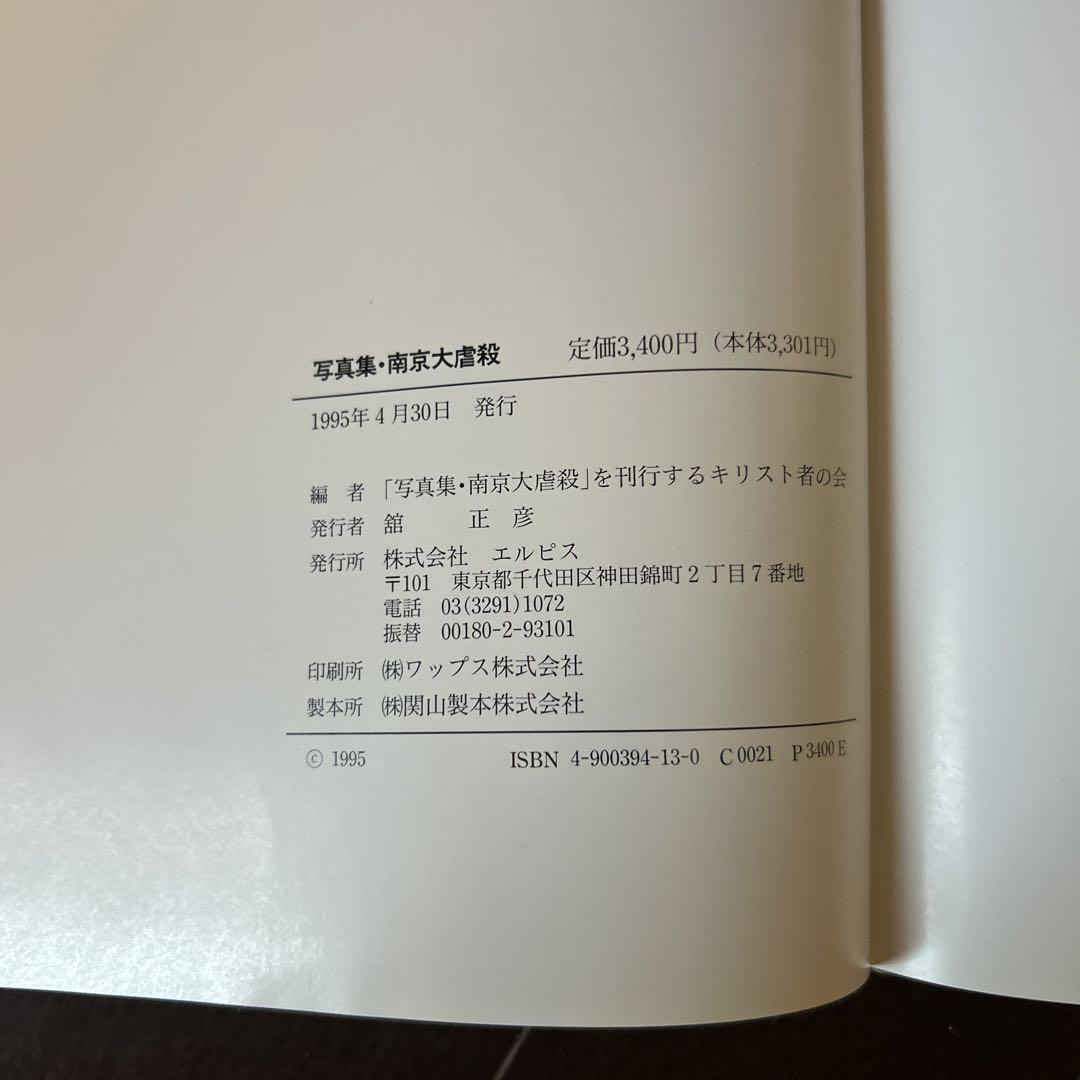 写真集・南京大虐殺　定価3,400円（本体3,301円）
1995年4月30日　発行
編　者　「写真集・南京大虐殺」を刊行するキリスト者の会
発行者　舘　正　彦
発行所　株式会社　エルピス
〒101　東京都千代田区神田錦町2丁目7番地
電話　03(3291)1072
振替　00180-2-93101
印刷所　㈱ワップス株式会社
製本所　㈱関山製本株式会社
© 1995　ISBN 4-900394-13-0　C0021　P3400E